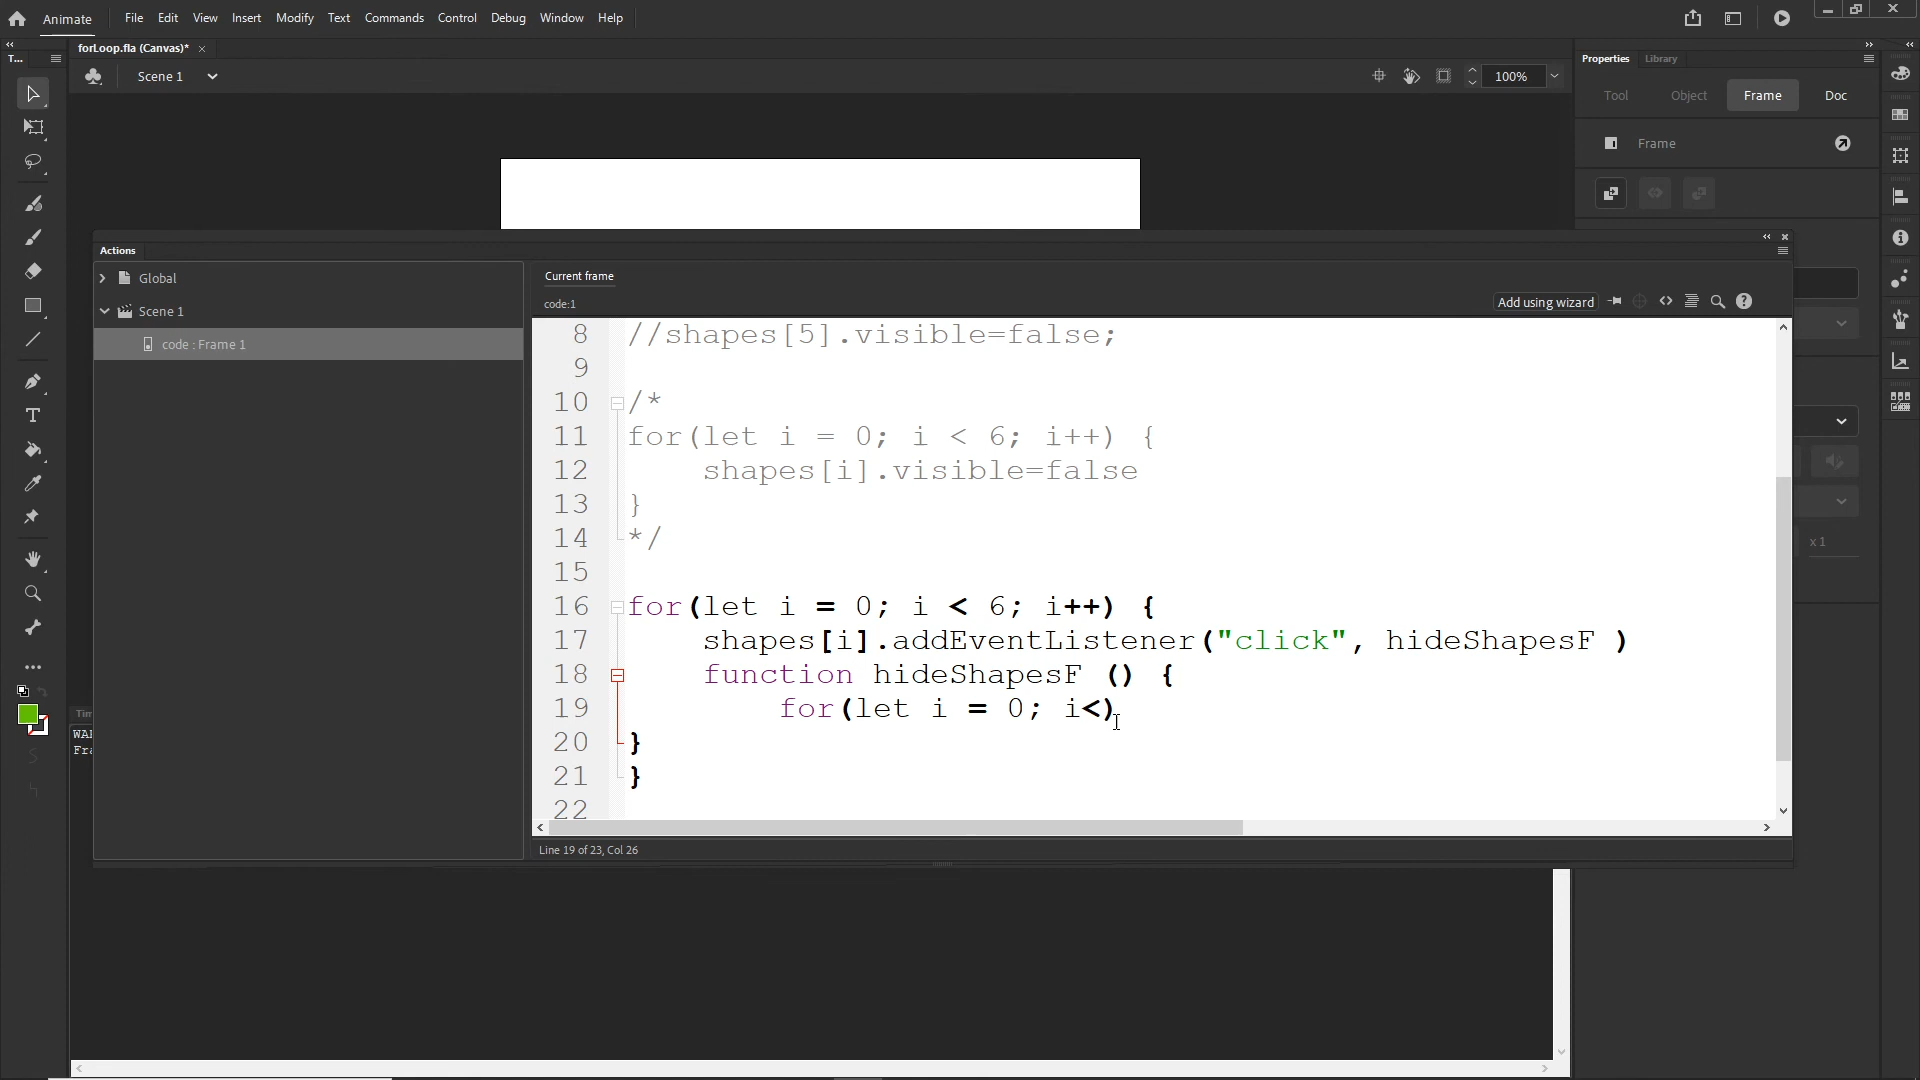 Animate File Edit View Insert Modify Text Commands Control Debug Window Help
forLoop.fla (Canvas)*
T...
Scene 1
100%
Properties Library
Tool Object Frame Doc
Frame
Actions
Global
Scene 1
code : Frame 1
Current frame
code:1
Add using wizard
8 //shapes[5].visible=false;
9
10 /*
11 for(let i = 0; i < 6; i++) {
12 shapes[i].visible=false
13 }
14 */
15
16 for(let i = 0; i < 6; i++) {
17 shapes[i].addEventListener("click", hideShapesF )
18 function hideShapesF () {
19 for(let i = 0; i<)
20 }
21 }
22
Line 19 of 23, Col 26
x 1
Tim
WAR
Fra